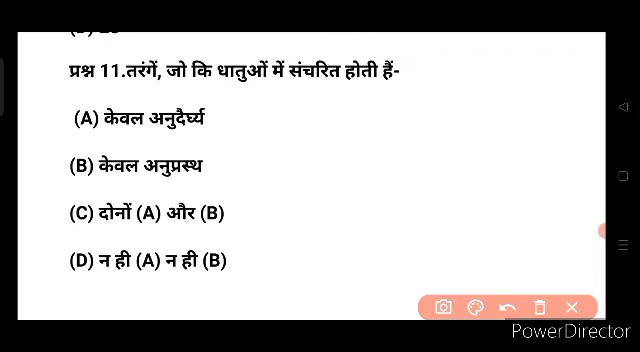 प्रश्न 11.तरंगें, जो कि धातुओं में संचरित होती हैं-
(A) केवल अनुदैर्घ्य
(B) केवल अनुप्रस्थ
(C) दोनों (A) और (B)
(D) न ही (A) न ही (B)
PowerDirector